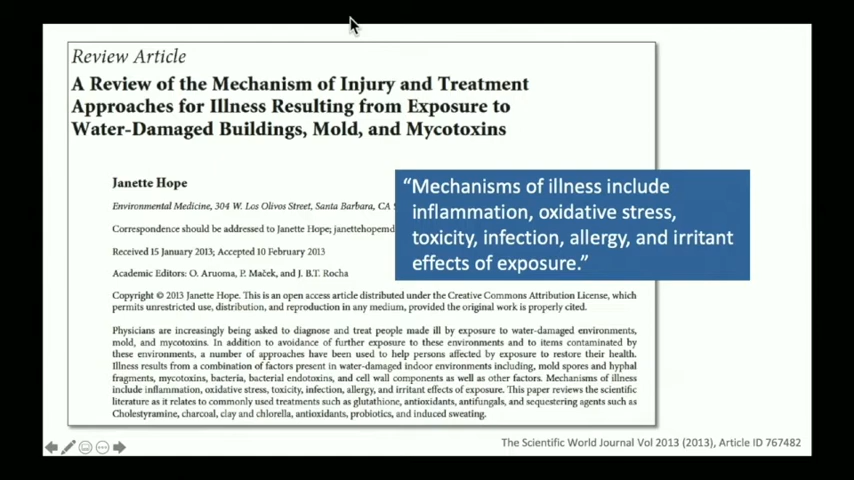 Review Article
A Review of the Mechanism of Injury and Treatment
Approaches for Illness Resulting from Exposure to
Water-Damaged Buildings, Mold, and Mycotoxins
Janette Hope
Environmental Medicine, 304 W. Los Olivos Street, Santa Barbara, CA
Correspondence should be addressed to Janette Hope; janettehopemd
Received 15 January 2013; Accepted 10 February 2013
Academic Editors: O. Aruoma, P. Maček, and J. B.T. Rocha
“Mechanisms of illness include
inflammation, oxidative stress,
toxicity, infection, allergy, and irritant
effects of exposure.”
Copyright © 2013 Janette Hope. This is an open access article distributed under the Creative Commons Attribution License, which
permits unrestricted use, distribution, and reproduction in any medium, provided the original work is properly cited.
Physicians are increasingly being asked to diagnose and treat people made ill by exposure to water-damaged environments,
mold, and mycotoxins. In addition to avoidance of further exposure to these environments and to items contaminated by
these environments, a number of approaches have been used to help persons affected by exposure to restore their health.
Illness results from a combination of factors present in water-damaged indoor environments including, mold spores and hyphal
fragments, mycotoxins, bacteria, bacterial endotoxins, and cell wall components as well as other factors. Mechanisms of illness
include inflammation, oxidative stress, toxicity, infection, allergy, and irritant effects of exposure. This paper reviews the scientific
literature as it relates to commonly used treatments such as glutathione, antioxidants, antifungals, and sequestering agents such as
Cholestyramine, charcoal, clay and chlorella, antioxidants, probiotics, and induced sweating.
The Scientific World Journal Vol 2013 (2013), Article ID 767482